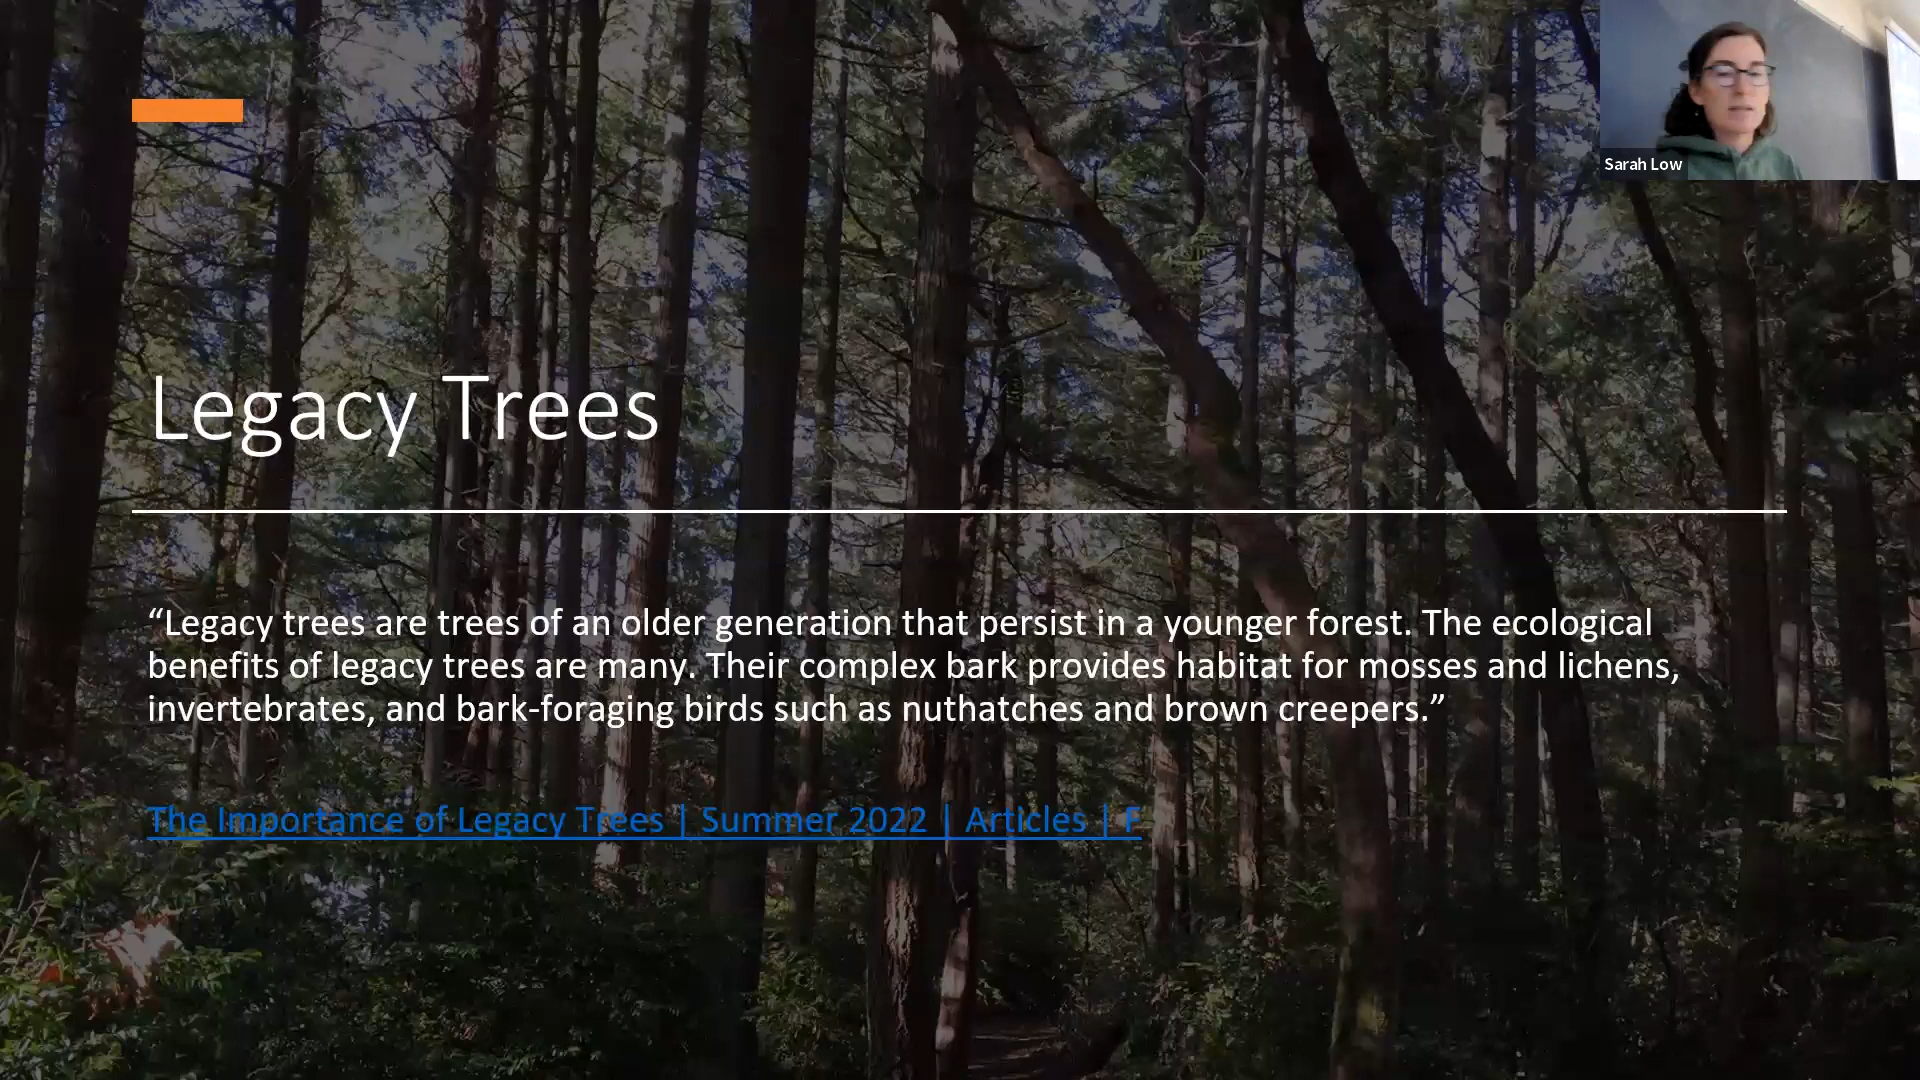 Sarah Low
Legacy Trees
“Legacy trees are trees of an older generation that persist in a younger forest. The ecological
benefits of legacy trees are many. Their complex bark provides habitat for mosses and lichens,
invertebrates, and bark-foraging birds such as nuthatches and brown creepers.”
The Importance of Legacy Trees | Summer 2022 | Articles | F